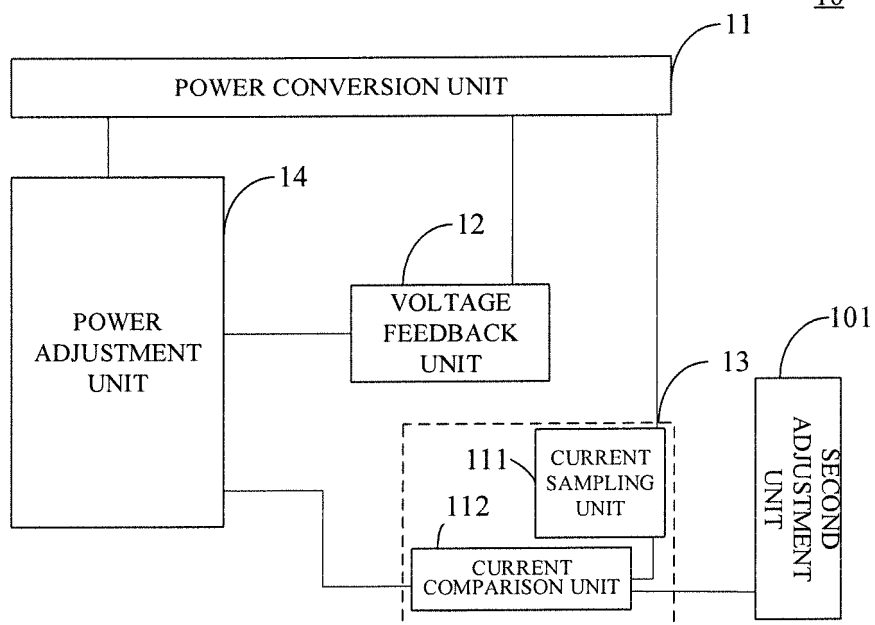 10
11
POWER CONVERSION UNIT
14
12
VOLTAGE
FEEDBACK
UNIT
POWER
ADJUSTMENT
UNIT
101
13
SECOND
ADJUSTMENT
UNIT
111
CURRENT
SAMPLING
UNIT
112
CURRENT
COMPARISON UNIT